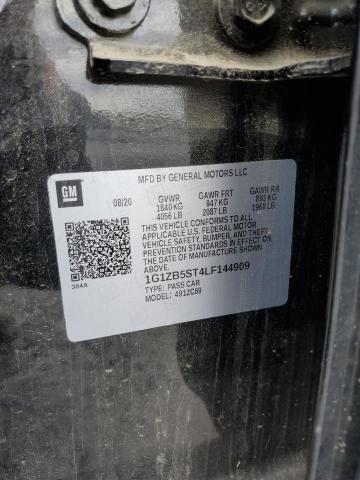 MFD BY GENERAL MOTORS LLC
GM
08/20
GVWR GAWR FRT GAWR RR
1840 KG 947 KG 893 KG
4056 LB 2087 LB 1969 LB
THIS VEHICLE CONFORMS TO ALL
APPLICABLE U.S. FEDERAL MOTOR
VEHICLE SAFETY, BUMPER, AND THEFT
PREVENTION STANDARDS IN EFFECT ON
THE DATE OF MANUFACTURE SHOWN
ABOVE.
1G1ZB5ST4LF144909
TYPE: PASS CAR
MODEL: 491ZC69
384A